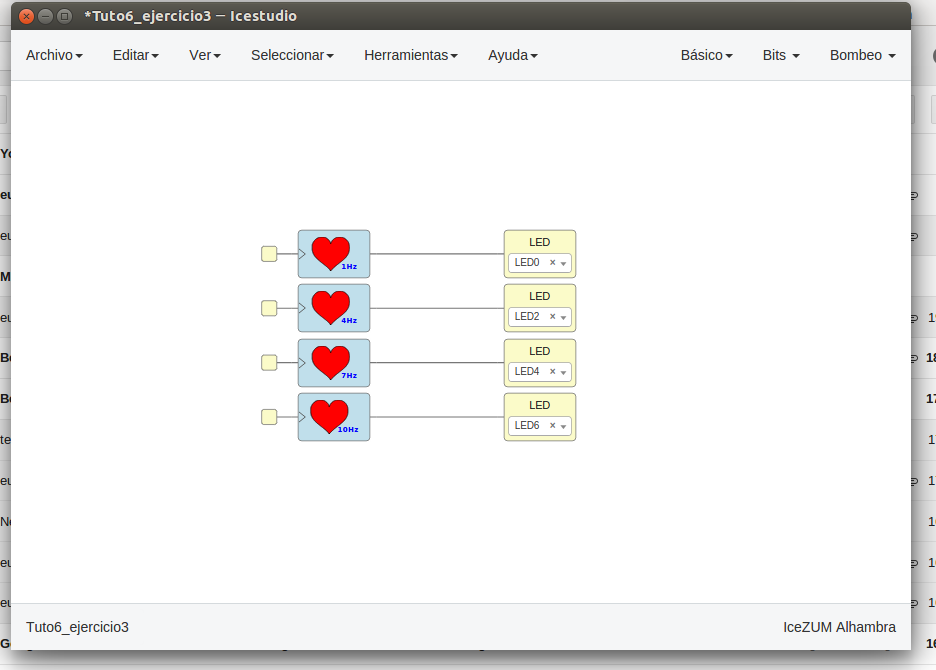 *Tuto6_ejercicio3 — Icestudio
Archivo Editar Ver Seleccionar Herramientas Ayuda Básico Bits Bombeo
LED
LED0 ×
1Hz
LED
LED2 ×
4Hz
LED
LED4 ×
7Hz
LED
LED6 ×
10Hz
Tuto6_ejercicio3 IceZUM Alhambra